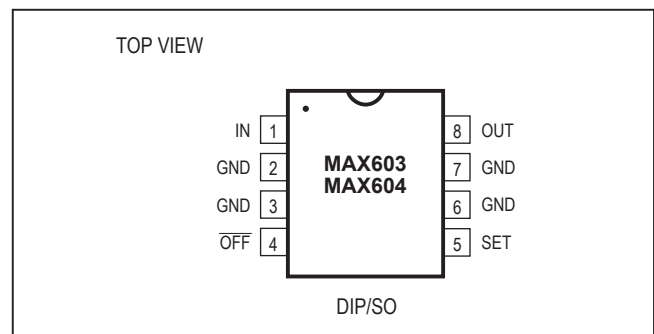 TOP VIEW
IN 1
8 OUT
GND 2
MAX603
7 GND
MAX604
GND 3
6 GND
OFF 4
5 SET
DIP/SO